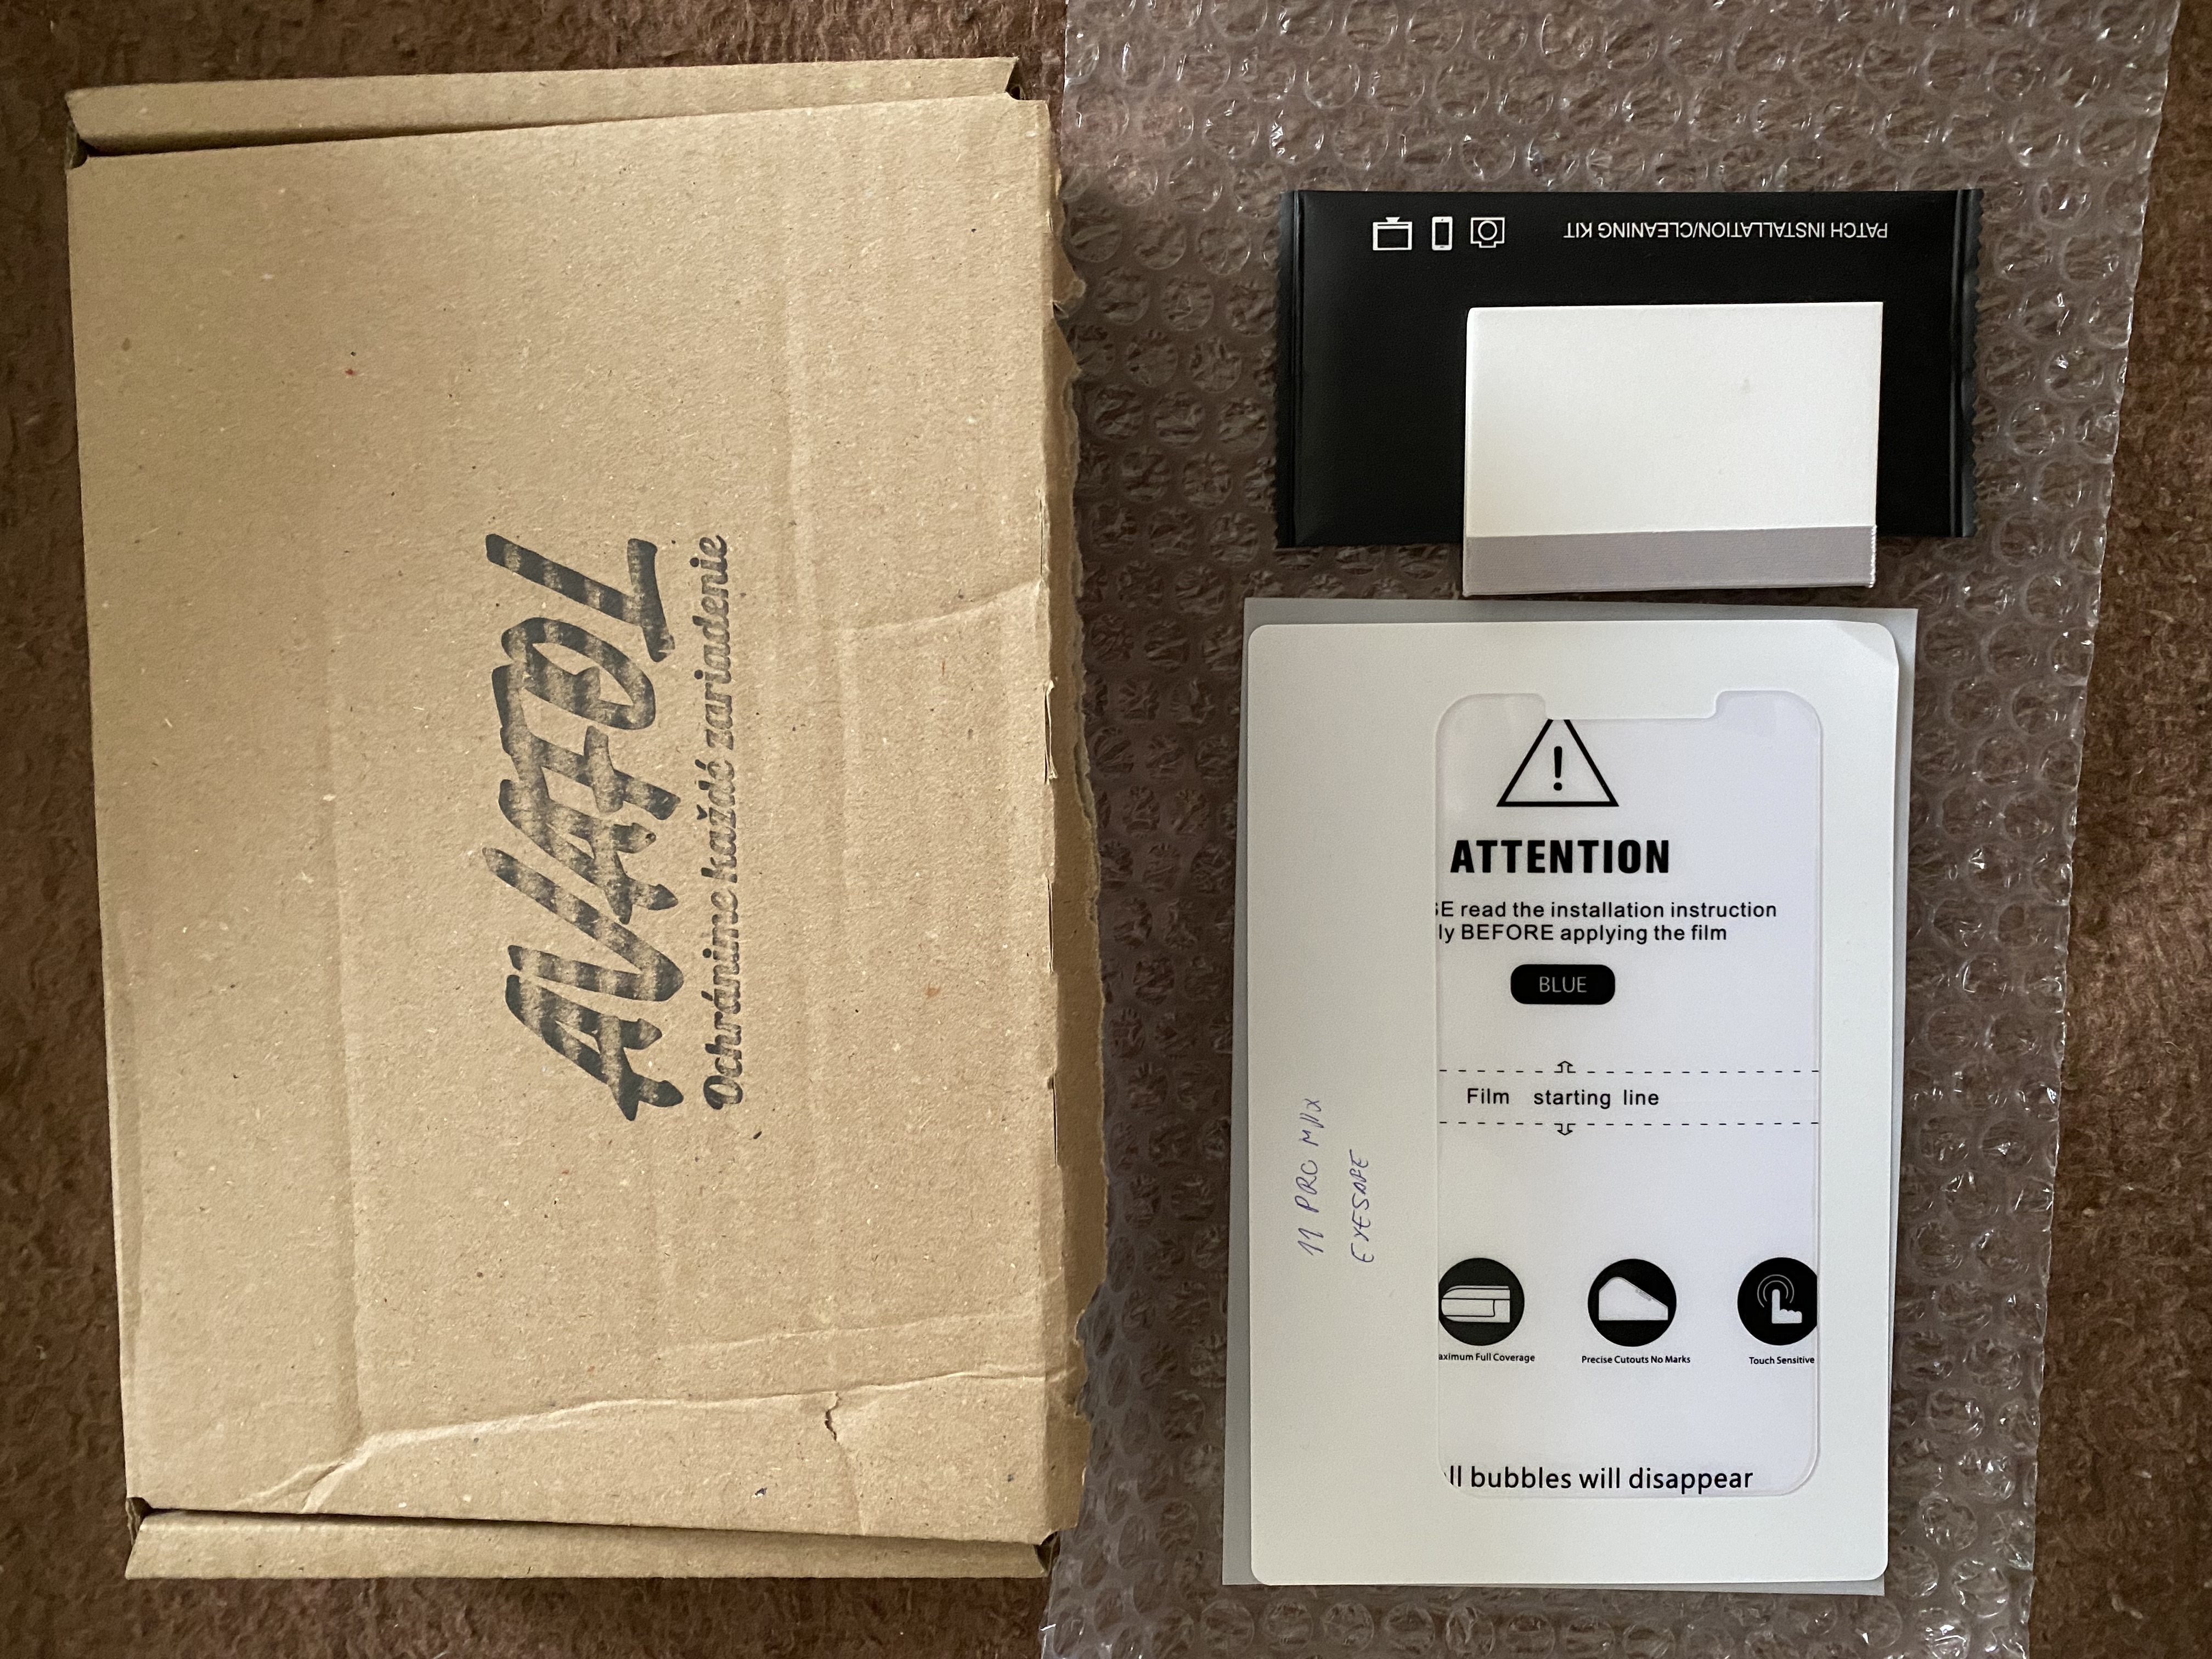 AVAFOL
Ochránime každé zariadenie
PATCH INSTALLATION/CLEANING KIT
!
ATTENTION
SE read the installation instruction
ly BEFORE applying the film
BLUE
Film starting line
aximum Full Coverage
Precise Cutouts No Marks
Touch Sensitive
ll bubbles will disappear
11 PRO MAX
EYESAFE